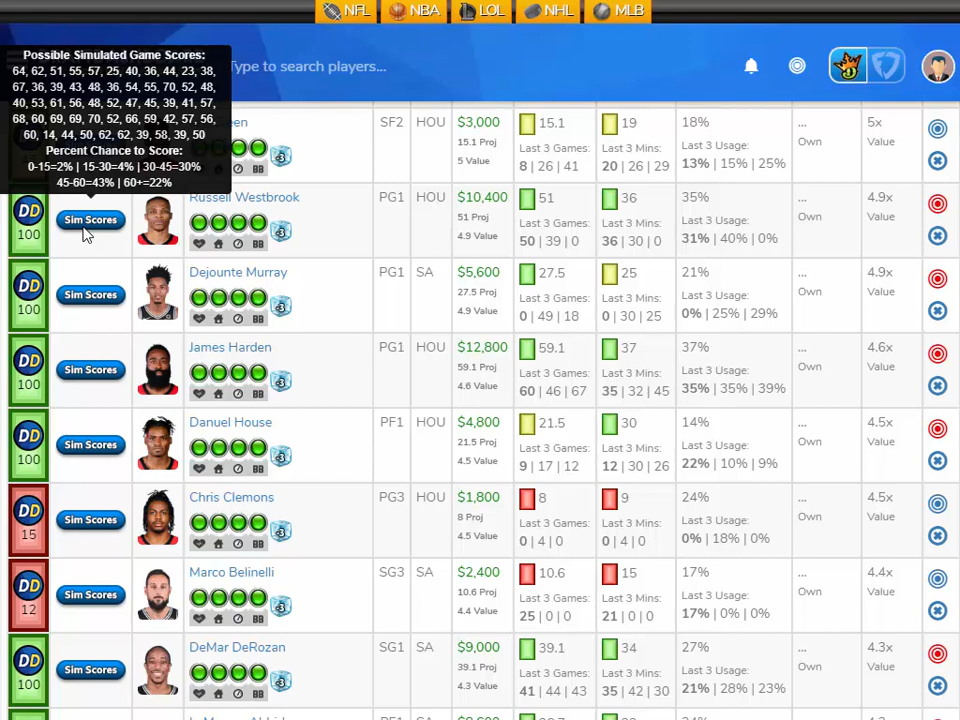 NFL NBA LOL NHL MLB
Type to search players...
Possible Simulated Game Scores:
64, 62, 51, 55, 57, 25, 40, 36, 44, 23, 38,
67, 36, 39, 43, 48, 36, 54, 55, 70, 52, 48,
40, 53, 61, 56, 48, 52, 47, 45, 39, 41, 57,
68, 60, 69, 69, 70, 52, 66, 59, 42, 57, 56,
60, 14, 44, 50, 62, 62, 39, 58, 39, 50
Percent Chance to Score:
0-15=2% | 15-30=4% | 30-45=30%
45-60=43% | 60+=22%
SF2 HOU $3,000 15.1 19 18% ... 5x
15.1 Proj Last 3 Games: Last 3 Mins: Last 3 Usage: Own Value
5 Value 8 | 26 | 41 20 | 26 | 29 13% | 15% | 25%
DD 100 Sim Scores Russell Westbrook PG1 HOU $10,400 51 36 35% ... 4.9x
BB +3 51 Proj Last 3 Games: Last 3 Mins: Last 3 Usage: Own Value
4.9 Value 50 | 39 | 0 36 | 30 | 0 31% | 40% | 0%
DD 100 Sim Scores Dejounte Murray PG1 SA $5,600 27.5 25 21% ... 4.9x
BB +3 27.5 Proj Last 3 Games: Last 3 Mins: Last 3 Usage: Own Value
4.9 Value 0 | 49 | 18 0 | 30 | 25 0% | 25% | 29%
DD 100 Sim Scores James Harden PG1 HOU $12,800 59.1 37 37% ... 4.6x
BB +3 59.1 Proj Last 3 Games: Last 3 Mins: Last 3 Usage: Own Value
4.6 Value 60 | 46 | 67 35 | 32 | 45 35% | 35% | 39%
DD 100 Sim Scores Danuel House PF1 HOU $4,800 21.5 30 14% ... 4.5x
BB +3 21.5 Proj Last 3 Games: Last 3 Mins: Last 3 Usage: Own Value
4.5 Value 9 | 17 | 12 12 | 30 | 26 22% | 10% | 9%
DD 15 Sim Scores Chris Clemons PG3 HOU $1,800 8 9 24% ... 4.5x
BB +3 8 Proj Last 3 Games: Last 3 Mins: Last 3 Usage: Own Value
4.5 Value 0 | 4 | 0 0 | 4 | 0 0% | 18% | 0%
DD 12 Sim Scores Marco Belinelli SG3 SA $2,400 10.6 15 17% ... 4.4x
BB +3 10.6 Proj Last 3 Games: Last 3 Mins: Last 3 Usage: Own Value
4.4 Value 25 | 0 | 0 21 | 0 | 0 17% | 0% | 0%
DD 100 Sim Scores DeMar DeRozan SG1 SA $9,000 39.1 34 27% ... 4.3x
BB +3 39.1 Proj Last 3 Games: Last 3 Mins: Last 3 Usage: Own Value
4.3 Value 41 | 44 | 43 35 | 42 | 30 21% | 28% | 23%